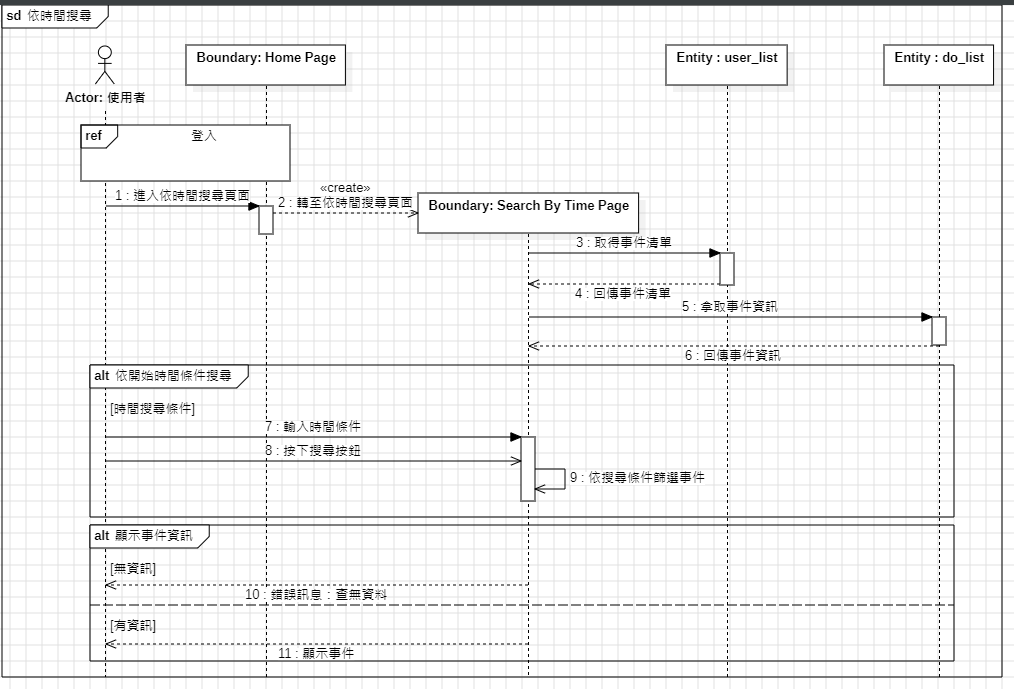 sd 依時間搜尋
Boundary: Home Page
Entity : user_list
Entity : do_list
Actor: 使用者
ref 登入
1 : 進入依時間搜尋頁面
«create»
2 : 轉至依時間搜尋頁面
Boundary: Search By Time Page
3 : 取得事件清單
4 : 回傳事件清單
5 : 拿取事件資訊
6 : 回傳事件資訊
alt 依開始時間條件搜尋
[時間搜尋條件]
7 : 輸入時間條件
8 : 按下搜尋按鈕
9 : 依搜尋條件篩選事件
alt 顯示事件資訊
[無資訊]
10 : 錯誤訊息：查無資料
[有資訊]
11 : 顯示事件